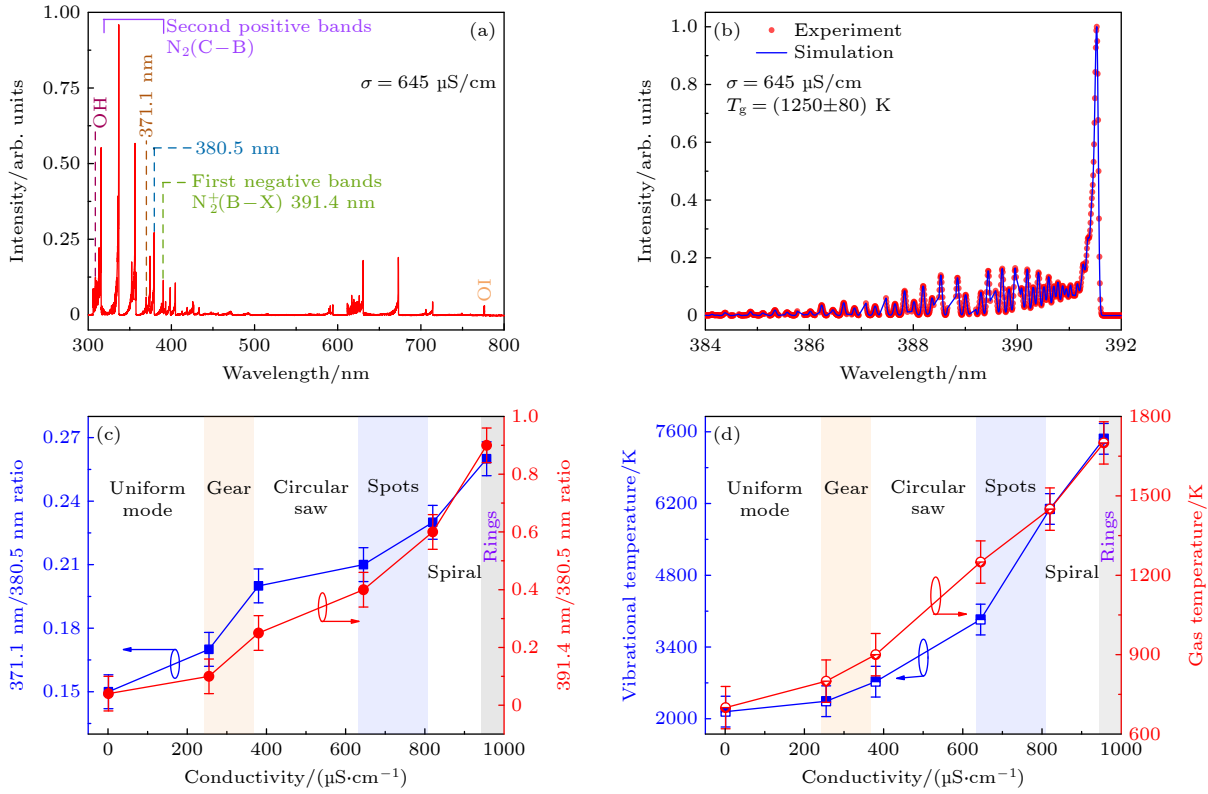 Second positive bands
(a)
N₂(C−B)
OH
371.1 nm
σ = 645 μS/cm
380.5 nm
First negative bands
N₂⁺(B−X) 391.4 nm
OI
1.00
0.75
0.50
0.25
0
300
400
500
600
700
800
Intensity/arb. units
Wavelength/nm
(b)
Experiment
Simulation
σ = 645 μS/cm
T_g = (1250±80) K
1.0
0.8
0.6
0.4
0.2
0
384
386
388
390
392
Intensity/arb. units
Wavelength/nm
(c)
Uniform
mode
Gear
Circular
saw
Spots
Spiral
Rings
0.27
0.24
0.21
0.18
0.15
371.1 nm/380.5 nm ratio
1.0
0.8
0.6
0.4
0.2
0
391.4 nm/380.5 nm ratio
0
200
400
600
800
1000
Conductivity/(μS·cm⁻¹)
(d)
Uniform
mode
Gear
Circular
saw
Spots
Spiral
Rings
7600
6200
4800
3400
2000
Vibrational temperature/K
1800
1500
1200
900
600
Gas temperature/K
0
200
400
600
800
1000
Conductivity/(μS·cm⁻¹)